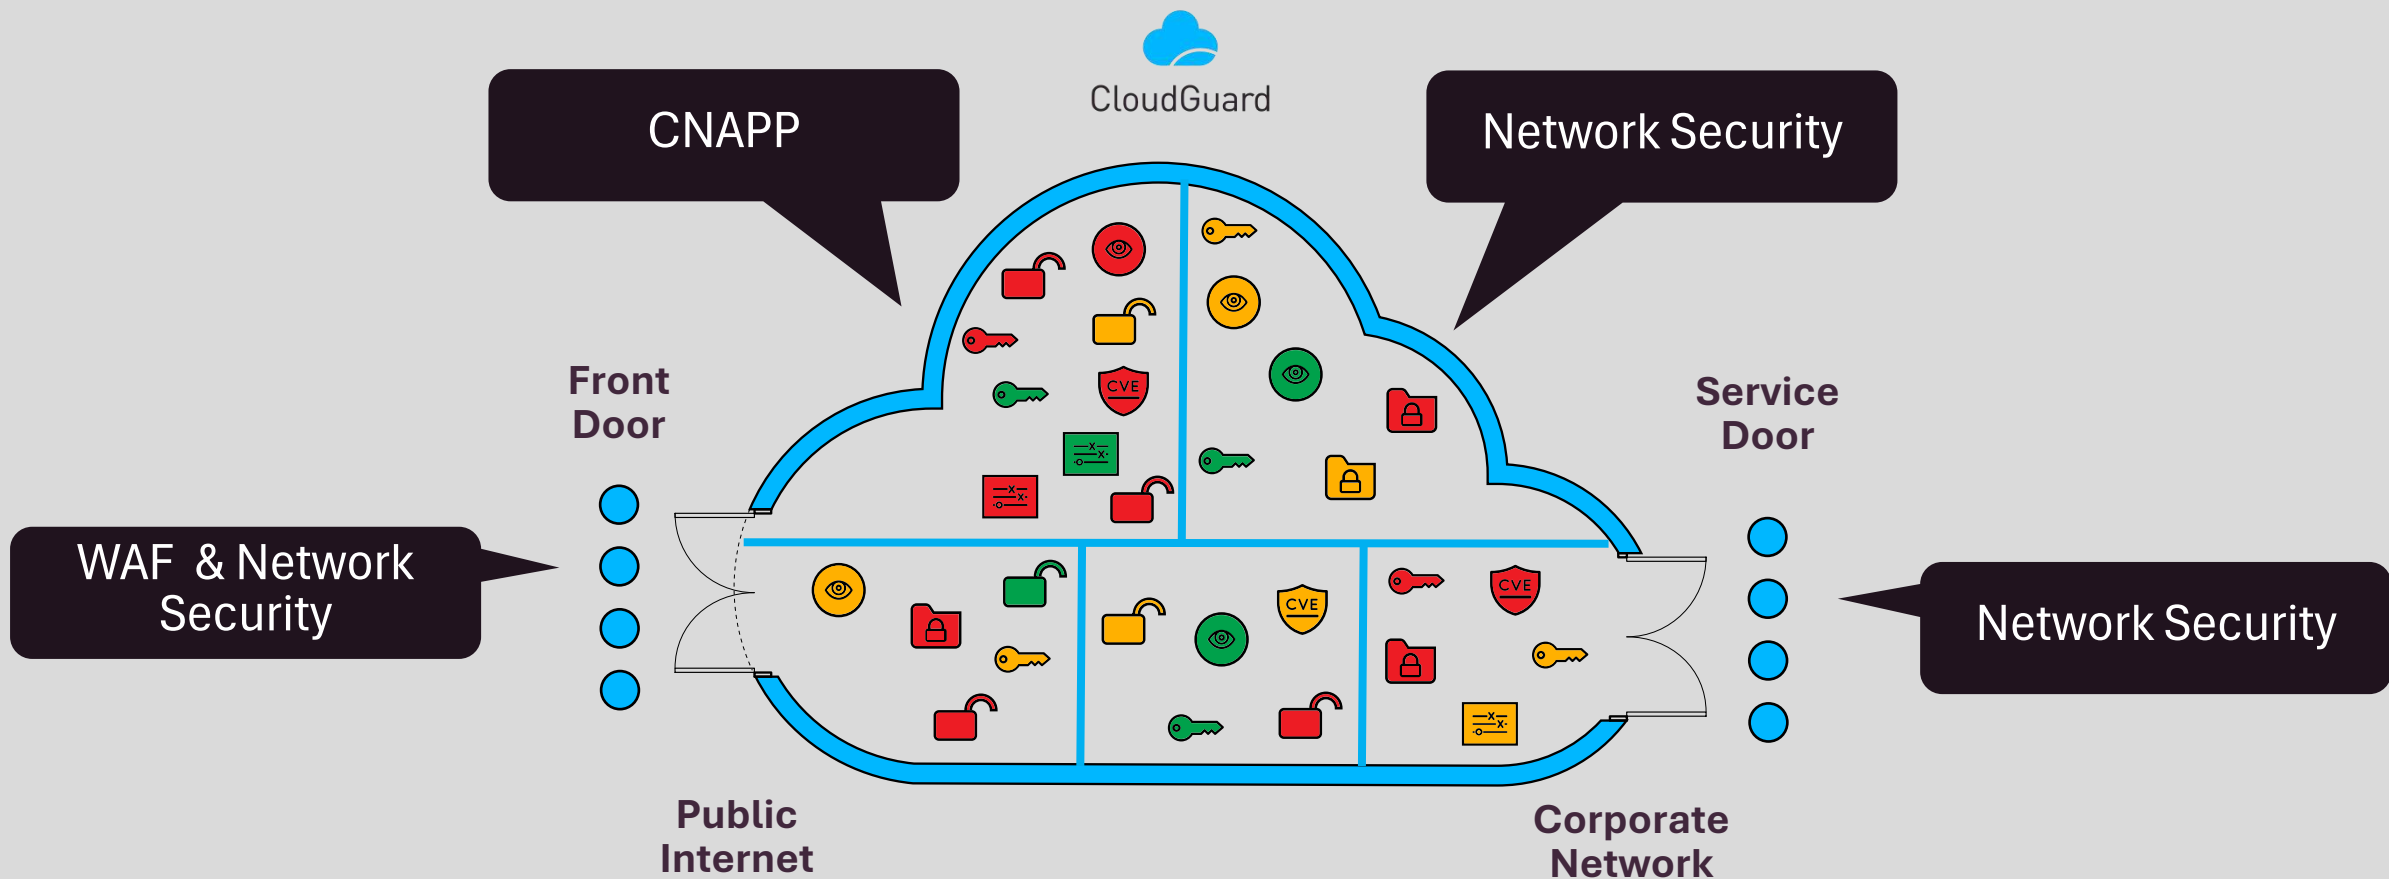 CloudGuard
CNAPP
Network Security
Front
Door
Service
Door
WAF & Network
Security
Network Security
CVE
CVE
CVE
Public
Internet
Corporate
Network